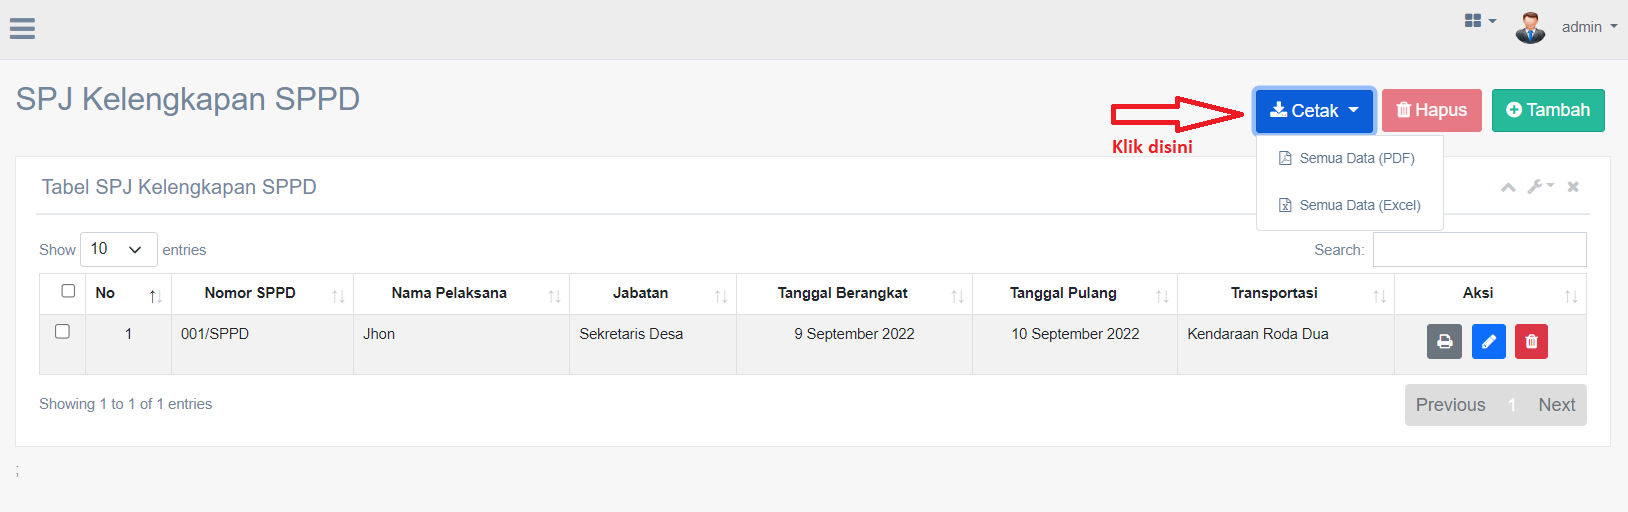 admin
SPJ Kelengkapan SPPD
Cetak
Hapus
Tambah
Klik disini
Semua Data (PDF)
Semua Data (Excel)
Tabel SPJ Kelengkapan SPPD
Show 10 entries
Search:
No Nomor SPPD Nama Pelaksana Jabatan Tanggal Berangkat Tanggal Pulang Transportasi Aksi
1 001/SPPD Jhon Sekretaris Desa 9 September 2022 10 September 2022 Kendaraan Roda Dua
Showing 1 to 1 of 1 entries
Previous 1 Next
;